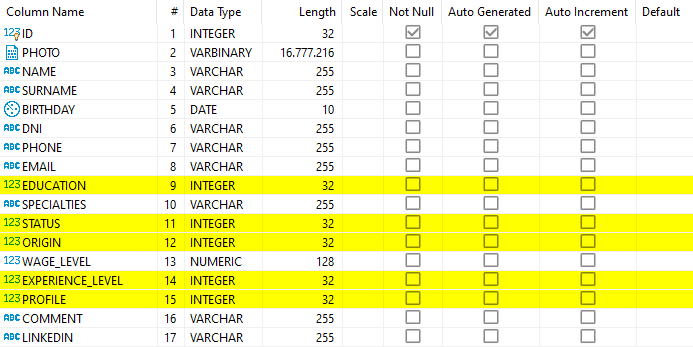 Column Name # Data Type Length Scale Not Null Auto Generated Auto Increment Default
123 ID 1 INTEGER 32
PHOTO 2 VARBINARY 16.777.216
ABC NAME 3 VARCHAR 255
ABC SURNAME 4 VARCHAR 255
BIRTHDAY 5 DATE 10
ABC DNI 6 VARCHAR 255
ABC PHONE 7 VARCHAR 255
ABC EMAIL 8 VARCHAR 255
123 EDUCATION 9 INTEGER 32
ABC SPECIALTIES 10 VARCHAR 255
123 STATUS 11 INTEGER 32
123 ORIGIN 12 INTEGER 32
123 WAGE_LEVEL 13 NUMERIC 128
123 EXPERIENCE_LEVEL 14 INTEGER 32
123 PROFILE 15 INTEGER 32
ABC COMMENT 16 VARCHAR 255
ABC LINKEDIN 17 VARCHAR 255